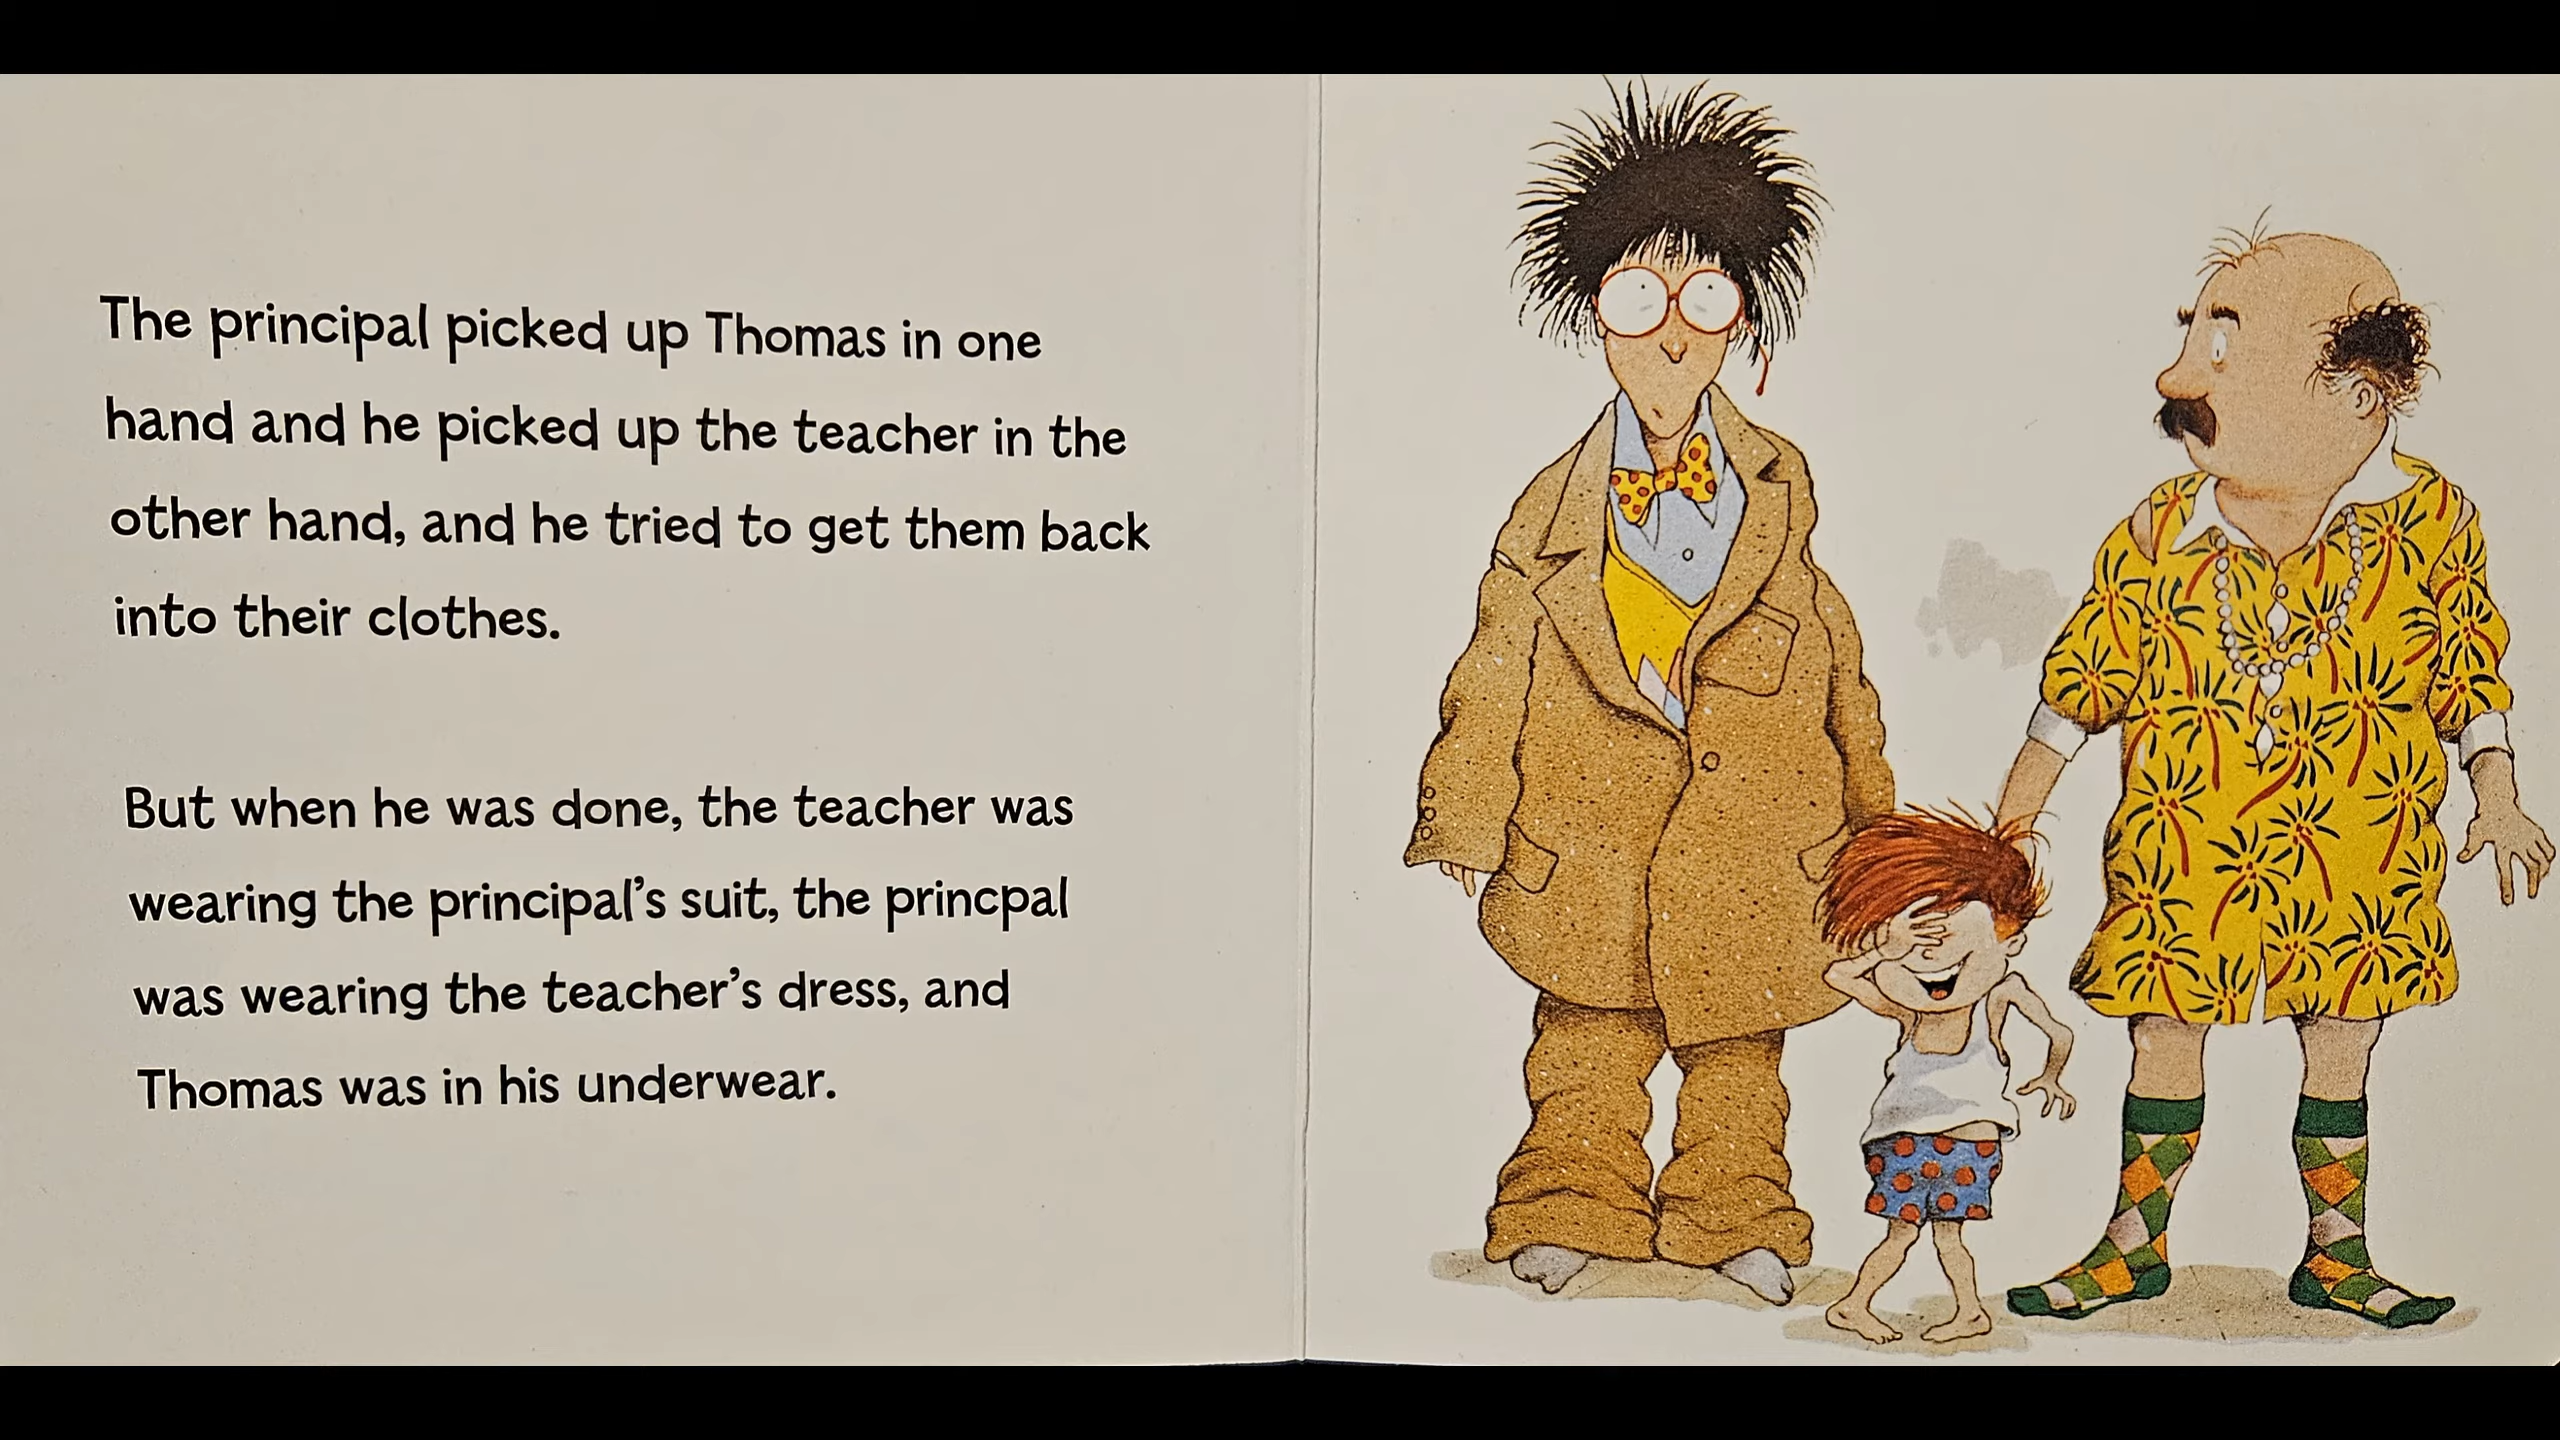 The principal picked up Thomas in one
hand and he picked up the teacher in the
other hand, and he tried to get them back
into their clothes.
But when he was done, the teacher was
wearing the principal’s suit, the princpal
was wearing the teacher’s dress, and
Thomas was in his underwear.